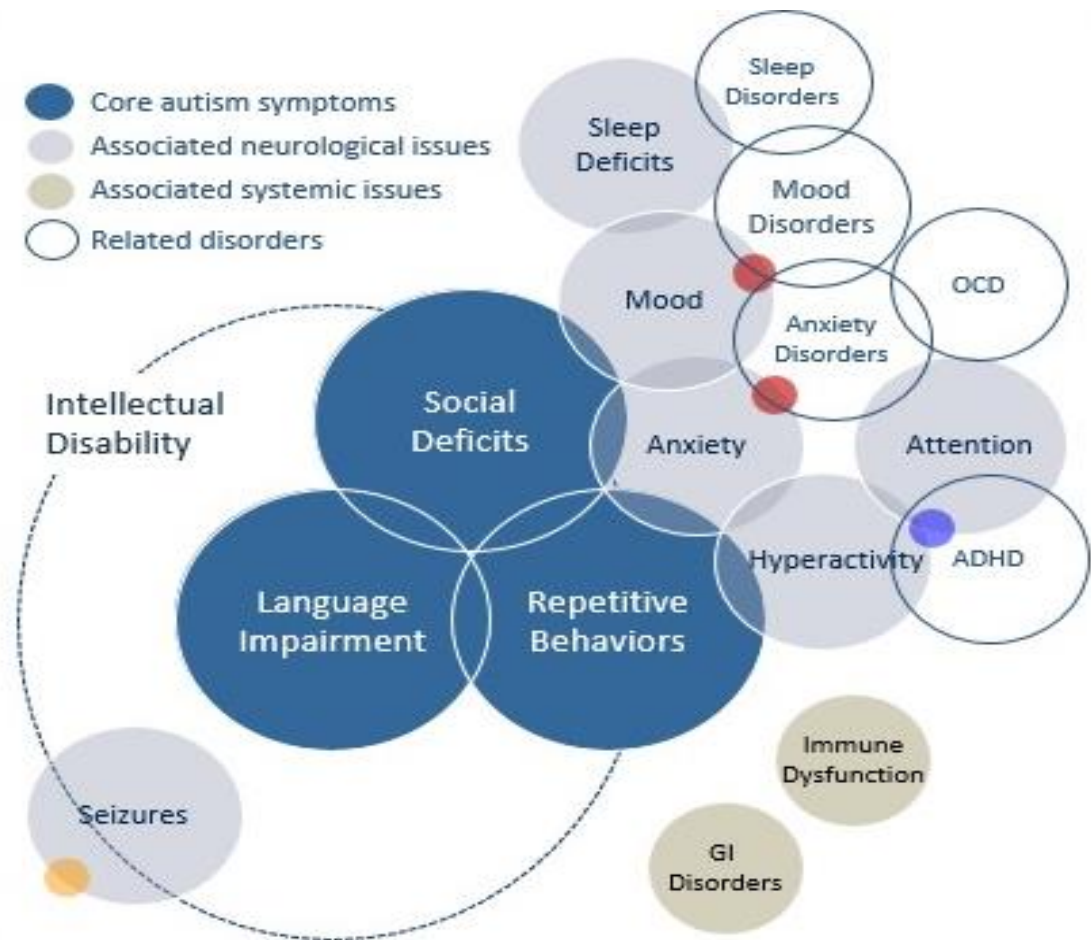 Core autism symptoms
Associated neurological issues
Associated systemic issues
Related disorders
Sleep
Disorders
Sleep
Deficits
Mood
Disorders
OCD
Mood
Anxiety
Disorders
Intellectual
Disability
Social
Deficits
Anxiety
Attention
Hyperactivity
ADHD
Language
Impairment
Repetitive
Behaviors
Immune
Dysfunction
Seizures
GI
Disorders